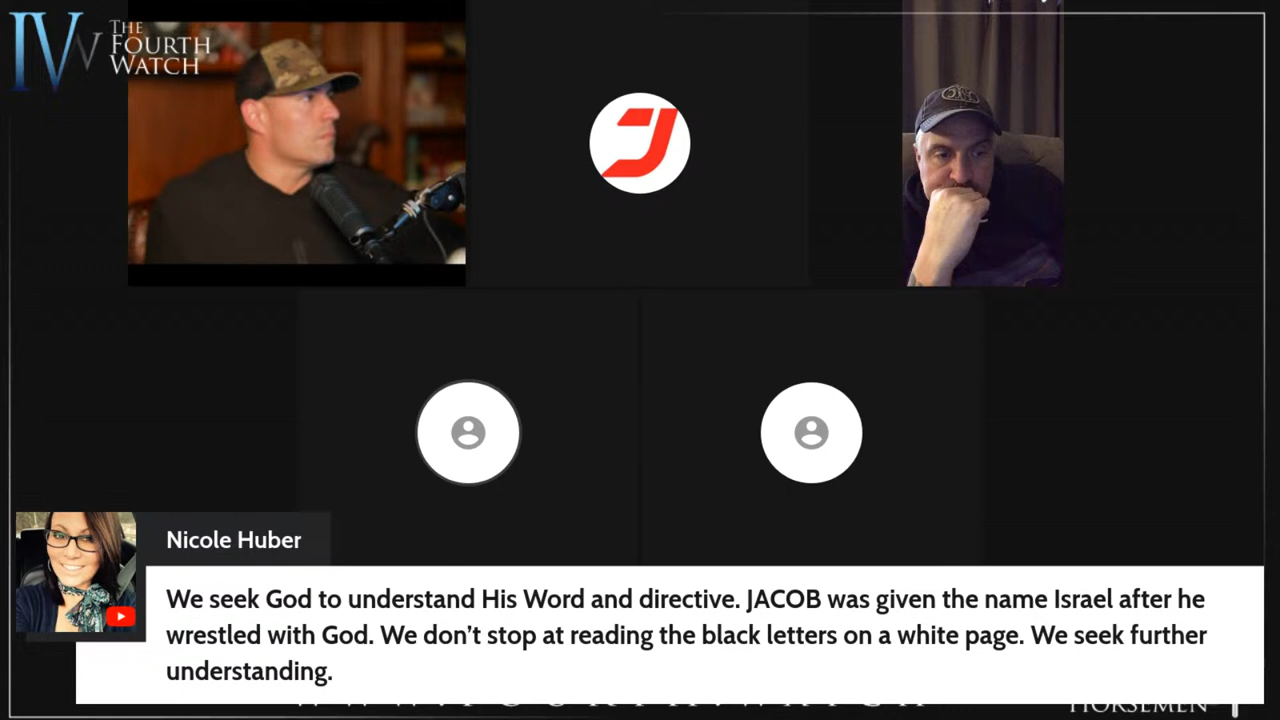 IV
THE
FOURTH
WATCH
Nicole Huber
We seek God to understand His Word and directive. JACOB was given the name Israel after he
wrestled with God. We don’t stop at reading the black letters on a white page. We seek further
understanding.
HORSEMEN